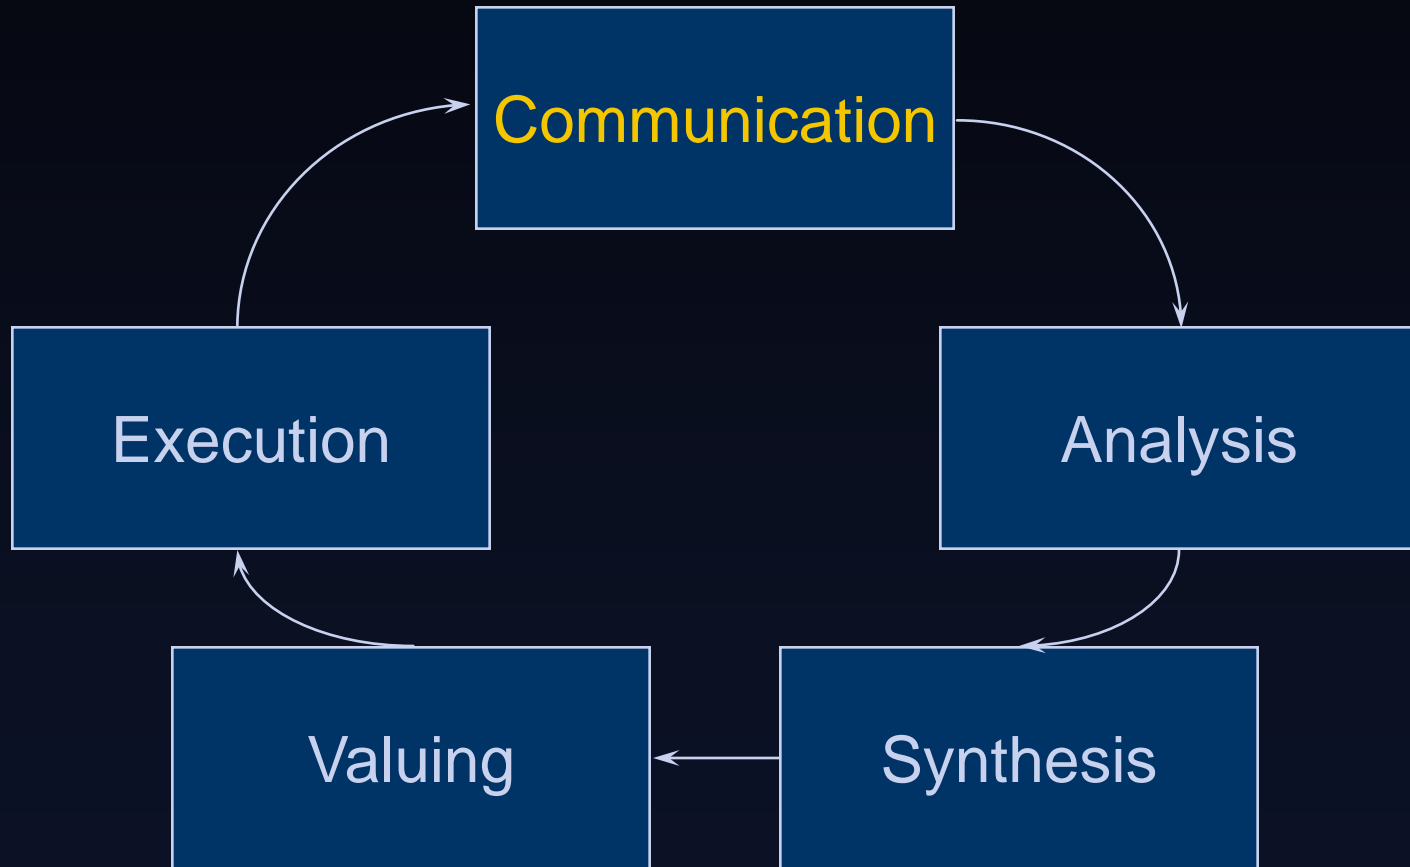 Communication
Execution
Analysis
Valuing
Synthesis